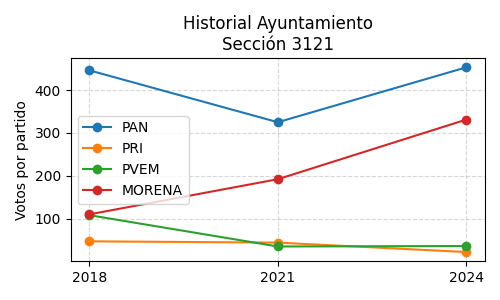 Historial Ayuntamiento
Sección 3121
Votos por partido
400
300
200
100
PAN
PRI
PVEM
MORENA
2018
2021
2024